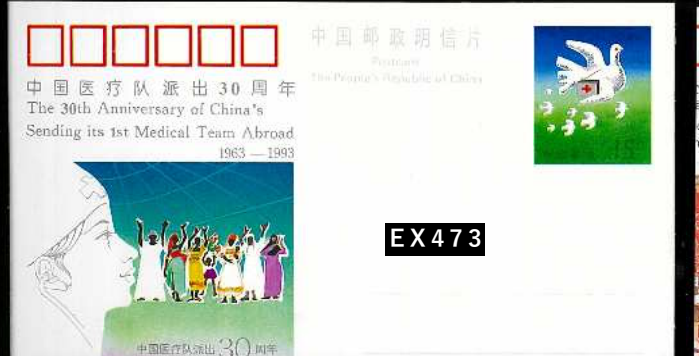 中国邮政明信片
Postcard
The People's Republic of China
中国医疗队派出30周年
The 30th Anniversary of China's
Sending its 1st Medical Team Abroad
1963 — 1993
15
EX473
中国医疗队派出30周年